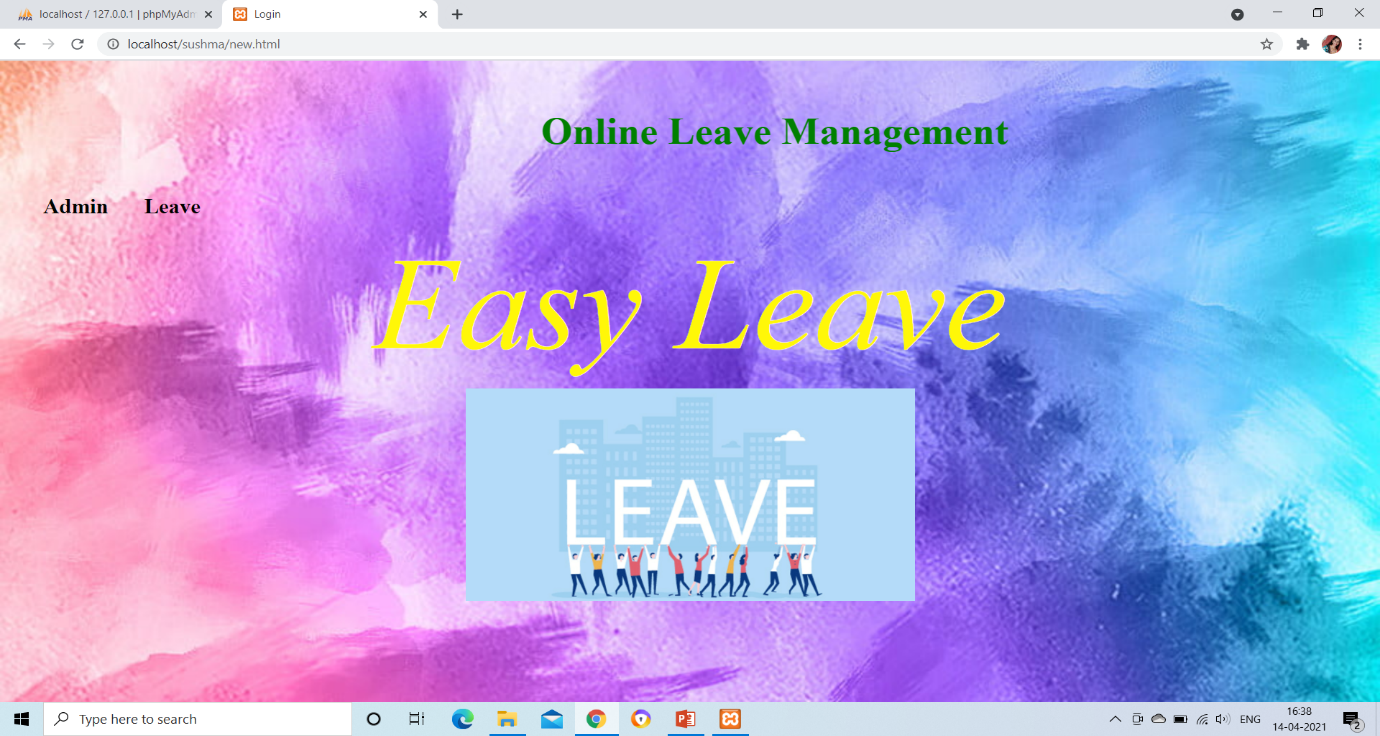 localhost / 127.0.0.1 | phpMyAdm
Login
localhost/sushma/new.html
Online Leave Management
Admin Leave
Easy Leave
LEAVE
Type here to search
ENG
16:38
14-04-2021
2